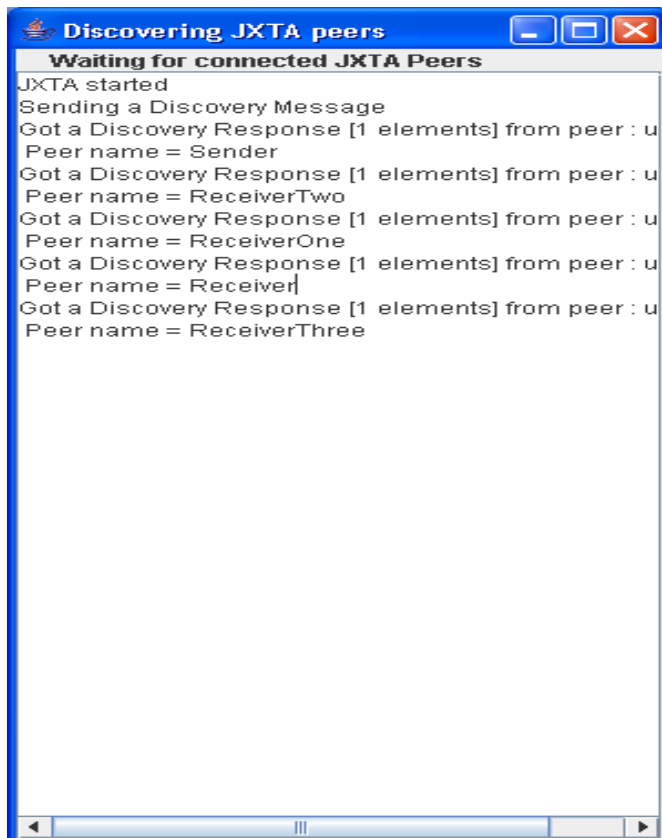 Discovering JXTA peers
Waiting for connected JXTA Peers
JXTA started
Sending a Discovery Message
Got a Discovery Response [1 elements] from peer : u
Peer name = Sender
Got a Discovery Response [1 elements] from peer : u
Peer name = ReceiverTwo
Got a Discovery Response [1 elements] from peer : u
Peer name = ReceiverOne
Got a Discovery Response [1 elements] from peer : u
Peer name = Receiver
Got a Discovery Response [1 elements] from peer : u
Peer name = ReceiverThree